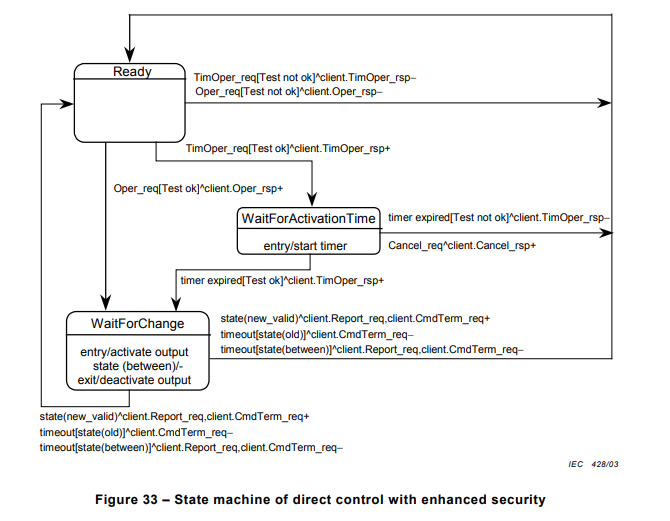 Ready
TimOper_req[Test not ok]^client.TimOper_rsp–
Oper_req[Test not ok]^client.Oper_rsp–
TimOper_req[Test ok]^client.TimOper_rsp+
Oper_req[Test ok]^client.Oper_rsp+
WaitForActivationTime
entry/start timer
timer expired[Test not ok]^client.TimOper_rsp–
Cancel_req^client.Cancel_rsp+
timer expired[Test ok]^client.TimOper_rsp+
WaitForChange
entry/activate output
state (between)/-
exit/deactivate output
state(new_valid)^client.Report_req,client.CmdTerm_req+
timeout[state(old)]^client.CmdTerm_req–
timeout[state(between)]^client.Report_req,client.CmdTerm_req–
state(new_valid)^client.Report_req,client.CmdTerm_req+
timeout[state(old)]^client.CmdTerm_req–
timeout[state(between)]^client.Report_req,client.CmdTerm_req–
IEC 428/03
Figure 33 – State machine of direct control with enhanced security